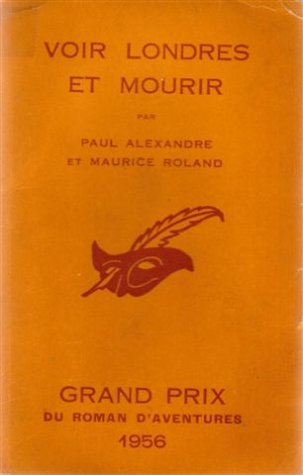 VOIR LONDRES
ET MOURIR
PAR
PAUL ALEXANDRE
ET MAURICE ROLAND
GRAND PRIX
DU ROMAN D'AVENTURES
1956